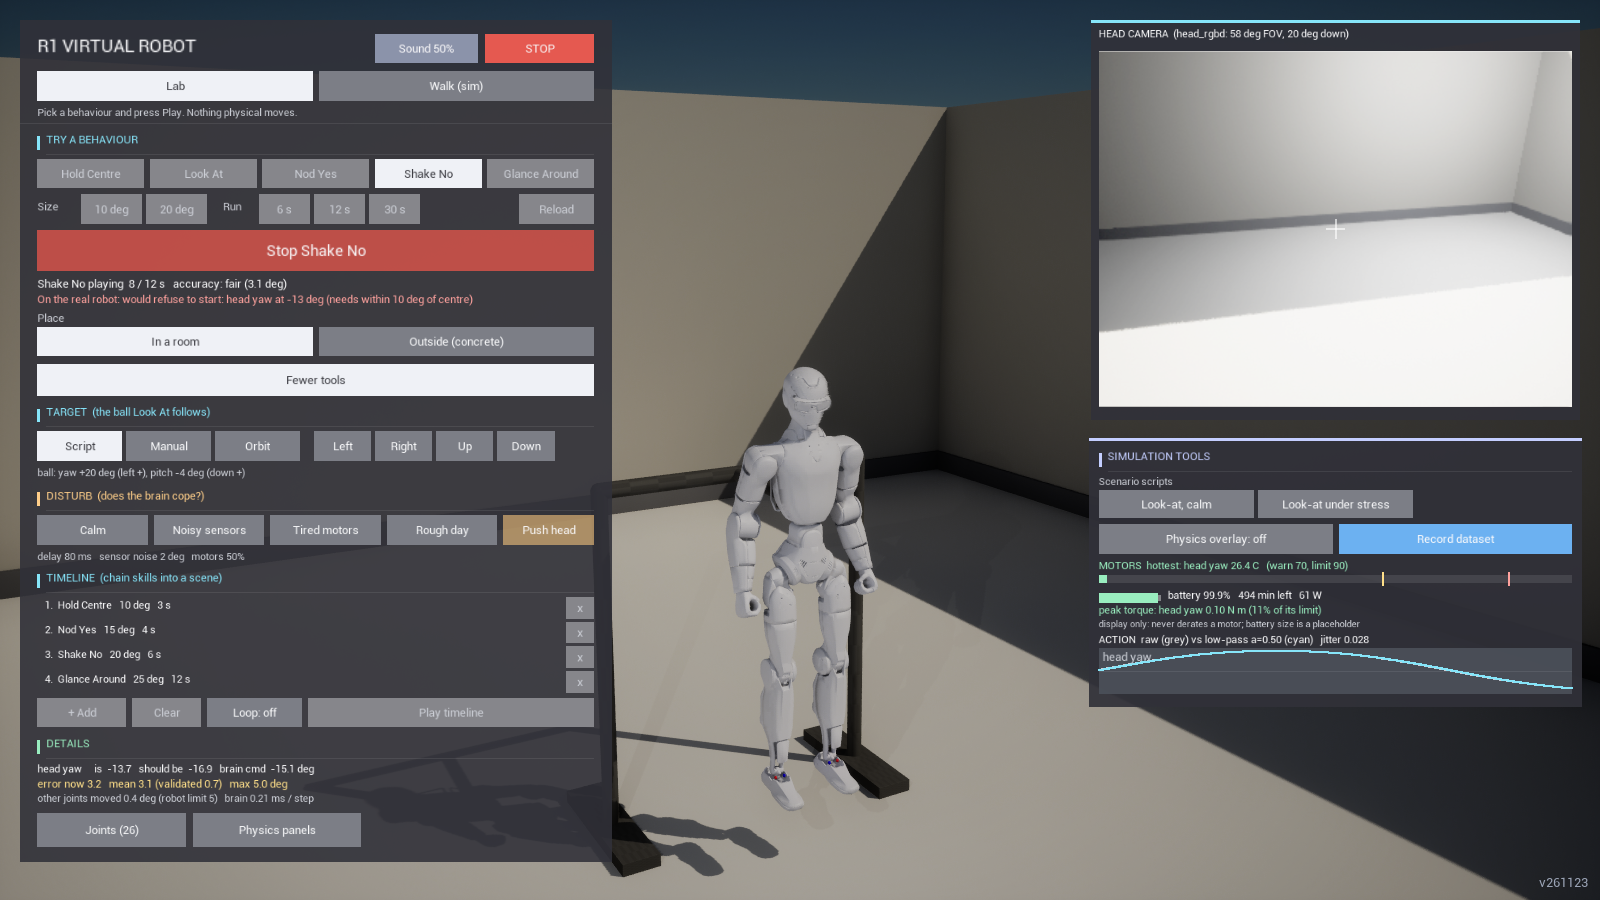 R1 VIRTUAL ROBOT
Sound 50%
STOP
Lab
Walk (sim)
Pick a behaviour and press Play. Nothing physical moves.
TRY A BEHAVIOUR
Hold Centre
Look At
Nod Yes
Shake No
Glance Around
Size
10 deg
20 deg
Run
6 s
12 s
30 s
Reload
Stop Shake No
Shake No playing 8 / 12 s accuracy: fair (3.1 deg)
On the real robot: would refuse to start: head yaw at -13 deg (needs within 10 deg of centre)
Place
In a room
Outside (concrete)
Fewer tools
TARGET (the ball Look At follows)
Script
Manual
Orbit
Left
Right
Up
Down
ball: yaw +20 deg (left +), pitch -4 deg (down +)
DISTURB (does the brain cope?)
Calm
Noisy sensors
Tired motors
Rough day
Push head
delay 80 ms sensor noise 2 deg motors 50%
TIMELINE (chain skills into a scene)
1. Hold Centre 10 deg 3 s
x
2. Nod Yes 15 deg 4 s
x
3. Shake No 20 deg 6 s
x
4. Glance Around 25 deg 12 s
x
+ Add
Clear
Loop: off
Play timeline
DETAILS
head yaw is -13.7 should be -16.9 brain cmd -15.1 deg
error now 3.2 mean 3.1 (validated 0.7) max 5.0 deg
other joints moved 0.4 deg (robot limit 5) brain 0.21 ms / step
Joints (26)
Physics panels
HEAD CAMERA (head_rgbd: 58 deg FOV, 20 deg down)
SIMULATION TOOLS
Scenario scripts
Look-at, calm
Look-at under stress
Physics overlay: off
Record dataset
MOTORS hottest: head yaw 26.4 C (warn 70, limit 90)
battery 99.9% 494 min left 61 W
peak torque: head yaw 0.10 N m (11% of its limit)
display only: never derates a motor; battery size is a placeholder
ACTION raw (grey) vs low-pass a=0.50 (cyan) jitter 0.028
head yaw
v261123